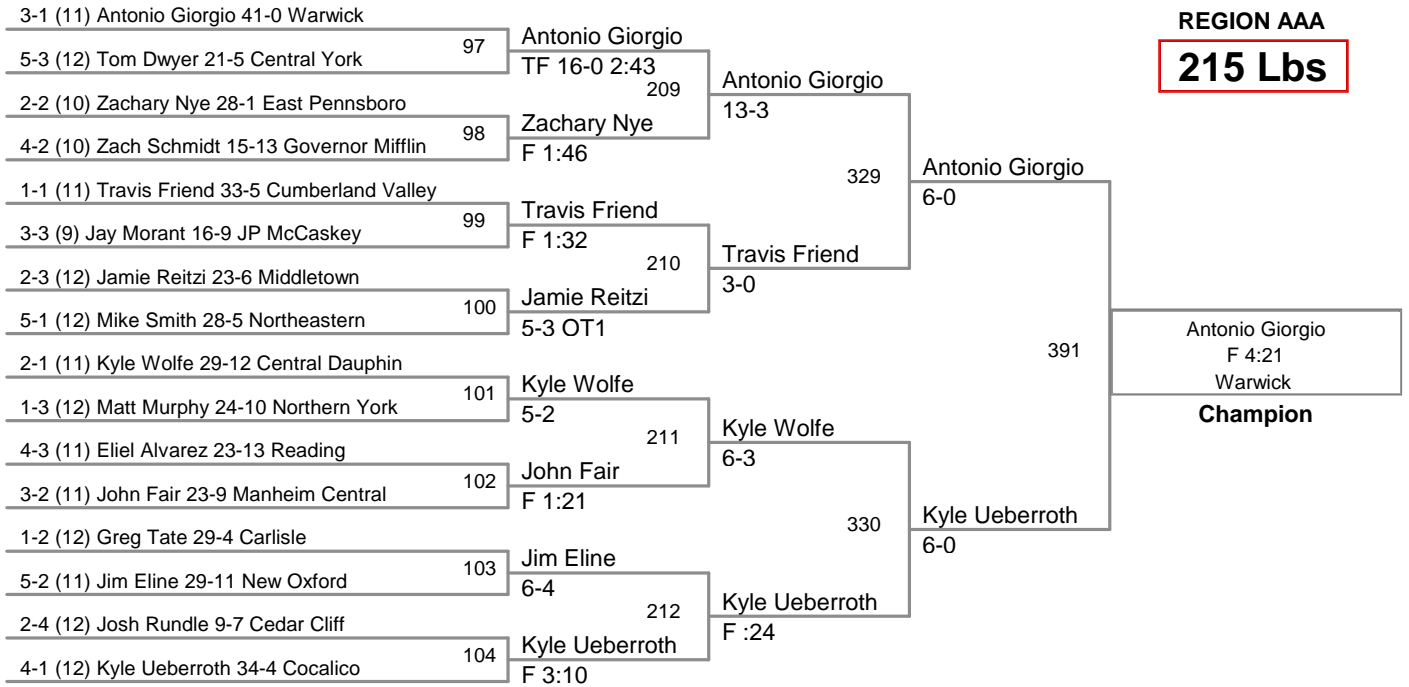 REGION AAA
215 Lbs
3-1 (11) Antonio Giorgio 41-0 Warwick
97
5-3 (12) Tom Dwyer 21-5 Central York
2-2 (10) Zachary Nye 28-1 East Pennsboro
98
4-2 (10) Zach Schmidt 15-13 Governor Mifflin
1-1 (11) Travis Friend 33-5 Cumberland Valley
99
3-3 (9) Jay Morant 16-9 JP McCaskey
2-3 (12) Jamie Reitzi 23-6 Middletown
100
5-1 (12) Mike Smith 28-5 Northeastern
2-1 (11) Kyle Wolfe 29-12 Central Dauphin
101
1-3 (12) Matt Murphy 24-10 Northern York
4-3 (11) Eliel Alvarez 23-13 Reading
102
3-2 (11) John Fair 23-9 Manheim Central
1-2 (12) Greg Tate 29-4 Carlisle
103
5-2 (11) Jim Eline 29-11 New Oxford
2-4 (12) Josh Rundle 9-7 Cedar Cliff
104
4-1 (12) Kyle Ueberroth 34-4 Cocalico
Antonio Giorgio
TF 16-0 2:43
209
Zachary Nye
F 1:46
Travis Friend
F 1:32
210
Jamie Reitzi
5-3 OT1
Kyle Wolfe
5-2
211
John Fair
F 1:21
Jim Eline
6-4
212
Kyle Ueberroth
F 3:10
Antonio Giorgio
13-3
329
Travis Friend
3-0
Kyle Wolfe
6-3
330
Kyle Ueberroth
F :24
Antonio Giorgio
6-0
391
Kyle Ueberroth
6-0
Antonio Giorgio
F 4:21
Warwick
Champion